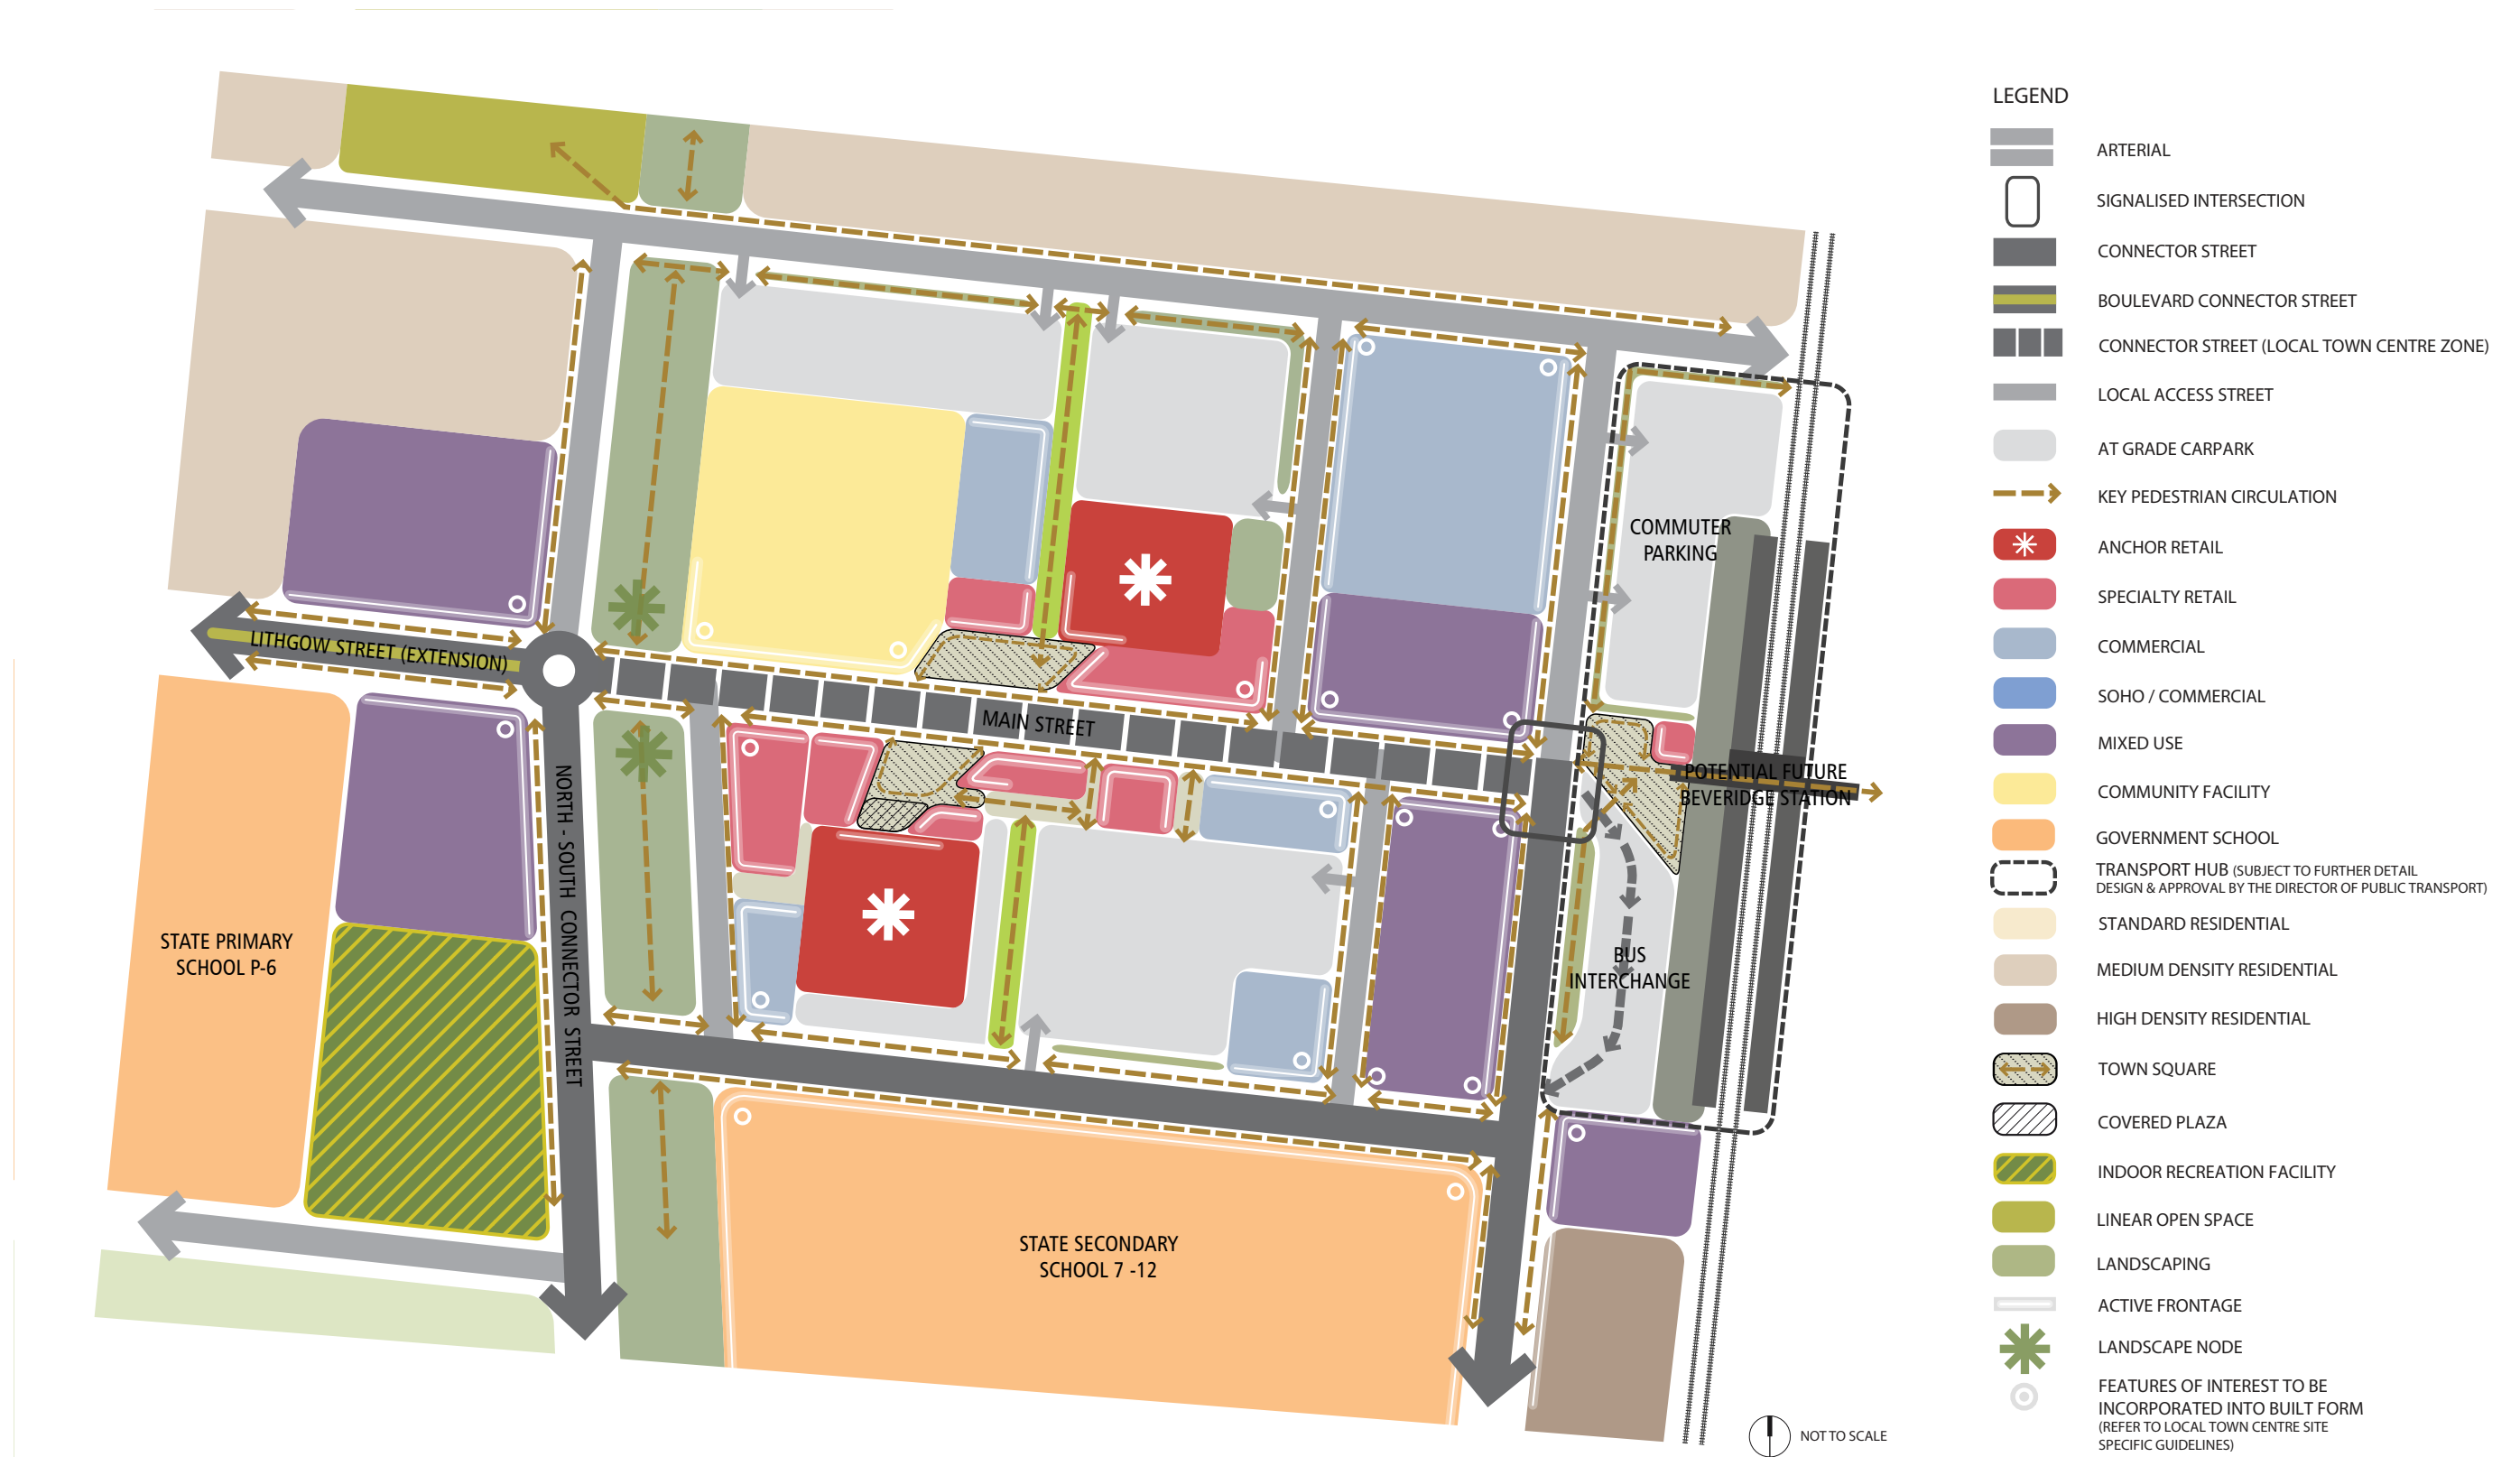 LITHGOW STREET (EXTENSION)
MAIN STREET
NORTH - SOUTH CONNECTOR STREET
STATE PRIMARY
SCHOOL P-6
STATE SECONDARY
SCHOOL 7 -12
COMMUTER
PARKING
POTENTIAL FUTURE
BEVERIDGE STATION
BUS
INTERCHANGE
NOT TO SCALE
LEGEND
ARTERIAL
SIGNALISED INTERSECTION
CONNECTOR STREET
BOULEVARD CONNECTOR STREET
CONNECTOR STREET (LOCAL TOWN CENTRE ZONE)
LOCAL ACCESS STREET
AT GRADE CARPARK
KEY PEDESTRIAN CIRCULATION
ANCHOR RETAIL
SPECIALTY RETAIL
COMMERCIAL
SOHO / COMMERCIAL
MIXED USE
COMMUNITY FACILITY
GOVERNMENT SCHOOL
TRANSPORT HUB (SUBJECT TO FURTHER DETAIL
DESIGN & APPROVAL BY THE DIRECTOR OF PUBLIC TRANSPORT)
STANDARD RESIDENTIAL
MEDIUM DENSITY RESIDENTIAL
HIGH DENSITY RESIDENTIAL
TOWN SQUARE
COVERED PLAZA
INDOOR RECREATION FACILITY
LINEAR OPEN SPACE
LANDSCAPING
ACTIVE FRONTAGE
LANDSCAPE NODE
FEATURES OF INTEREST TO BE
INCORPORATED INTO BUILT FORM
(REFER TO LOCAL TOWN CENTRE SITE
SPECIFIC GUIDELINES)